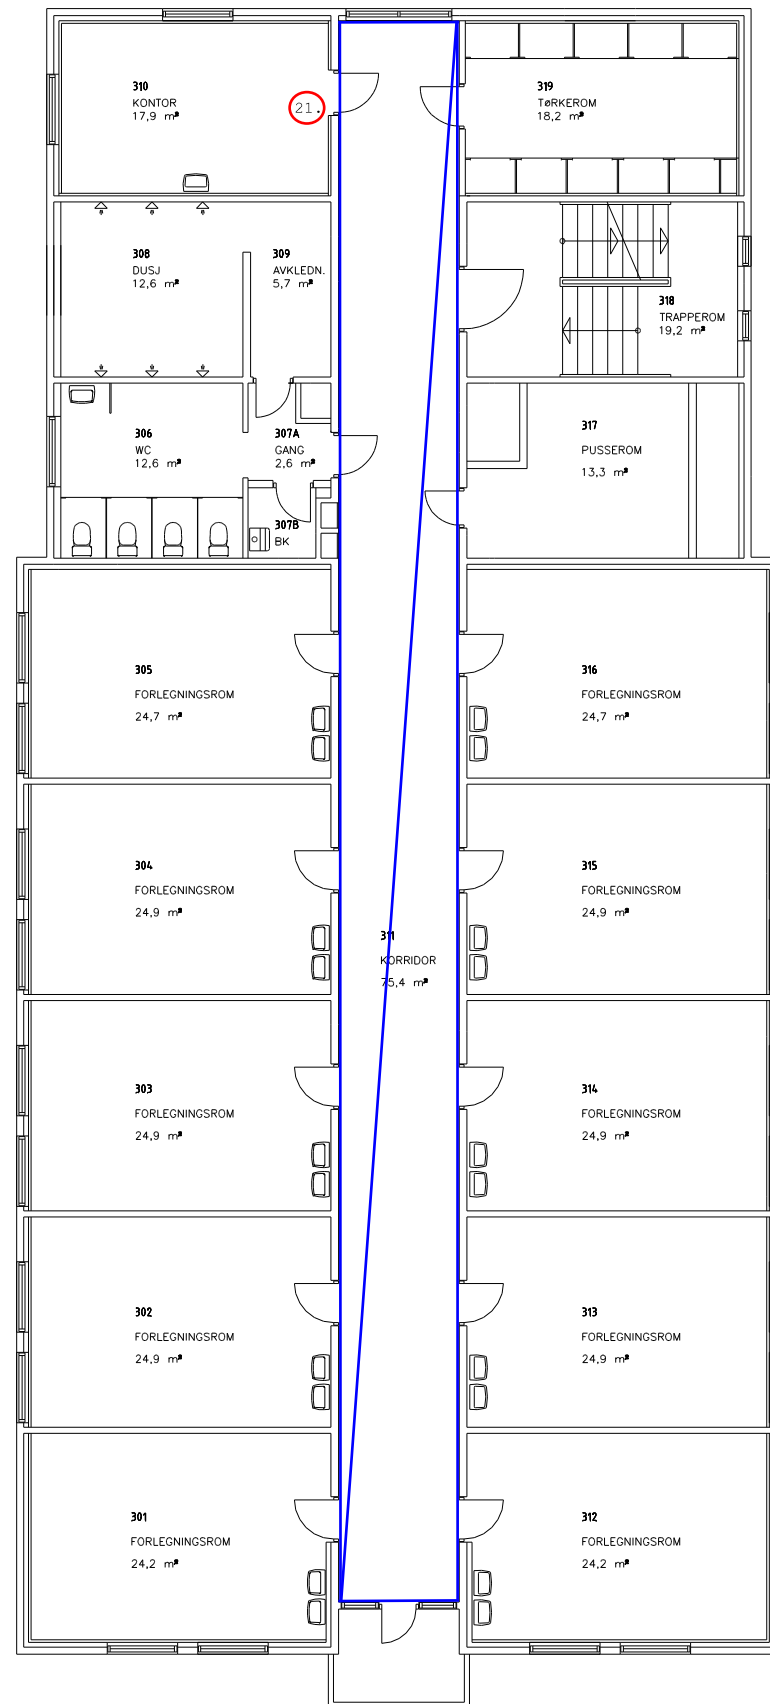 310
KONTOR
17,9 m²
21.
319
TøRKEROM
18,2 m²
308
DUSJ
12,6 m²
309
AVKLEDN.
5,7 m²
318
TRAPPEROM
19,2 m²
306
WC
12,6 m²
307A
GANG
2,6 m²
317
PUSSEROM
13,3 m²
307B
BK
305
FORLEGNINGSROM
24,7 m²
316
FORLEGNINGSROM
24,7 m²
304
FORLEGNINGSROM
24,9 m²
315
FORLEGNINGSROM
24,9 m²
311
KORRIDOR
75,4 m²
303
FORLEGNINGSROM
24,9 m²
314
FORLEGNINGSROM
24,9 m²
302
FORLEGNINGSROM
24,9 m²
313
FORLEGNINGSROM
24,9 m²
301
FORLEGNINGSROM
24,2 m²
312
FORLEGNINGSROM
24,2 m²